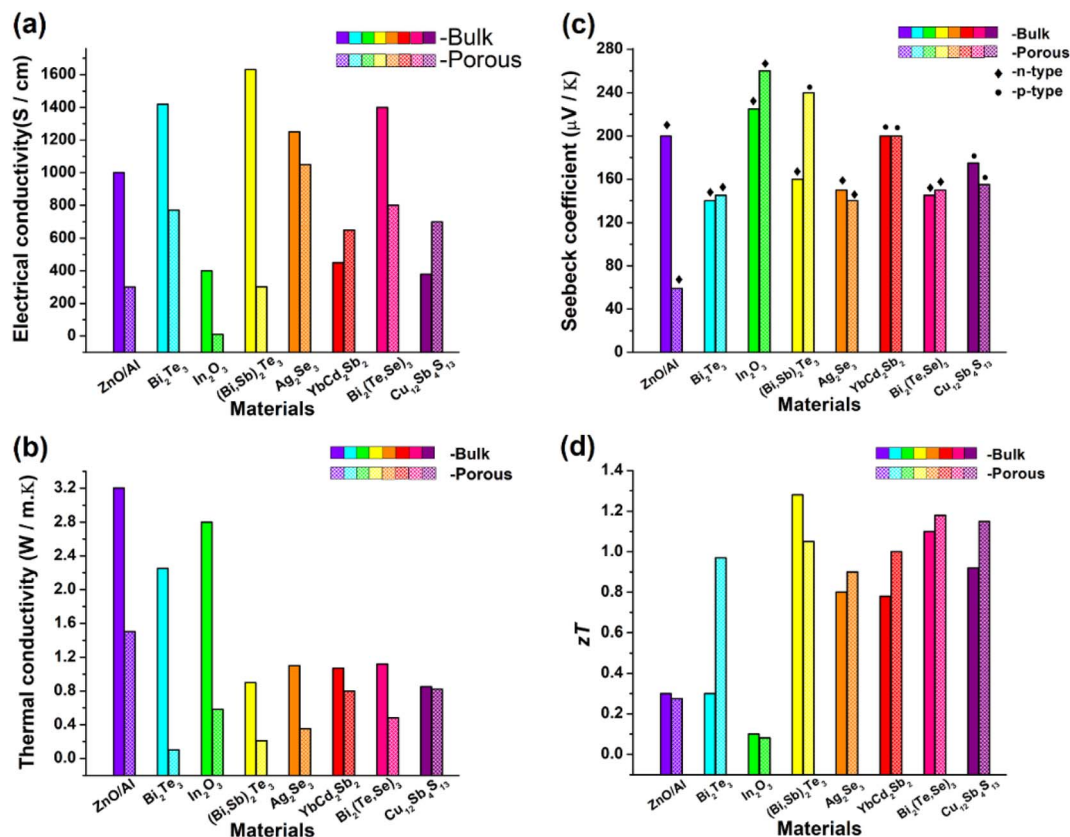 (a)
-Bulk
-Porous
Electrical conductivity(S / cm)
1600
1400
1200
1000
800
600
400
200
0
ZnO/Al
Bi₂Te₃
In₂O₃
(Bi,Sb)₂Te₃
Ag₂Se₃
YbCd₂Sb₂
Bi₂(Te,Se)₃
Cu₁₂Sb₄S₁₃
Materials
(c)
-Bulk
-Porous
◆ -n-type
● -p-type
Seebeck coefficient (μV / K)
280
240
200
160
120
80
40
0
ZnO/Al
Bi₂Te₃
In₂O₃
(Bi,Sb)₂Te₃
Ag₂Se₃
YbCd₂Sb₂
Bi₂(Te,Se)₃
Cu₁₂Sb₄S₁₃
Materials
(b)
-Bulk
-Porous
Thermal conductivity (W / m.K)
3.2
2.8
2.4
1.6
1.2
0.8
0.4
0.0
ZnO/Al
Bi₂Te₃
In₂O₃
(Bi,Sb)₂Te₃
Ag₂Se₃
YbCd₂Sb₂
Bi₂(Te,Se)₃
Cu₁₂Sb₄S₁₃
Materials
(d)
-Bulk
-Porous
zT
1.4
1.2
1.0
0.8
0.6
0.4
0.2
0.0
ZnO/Al
Bi₂Te₃
In₂O₃
(Bi,Sb)₂Te₃
Ag₂Se₃
YbCd₂Sb₂
Bi₂(Te,Se)₃
Cu₁₂Sb₄S₁₃
Materials